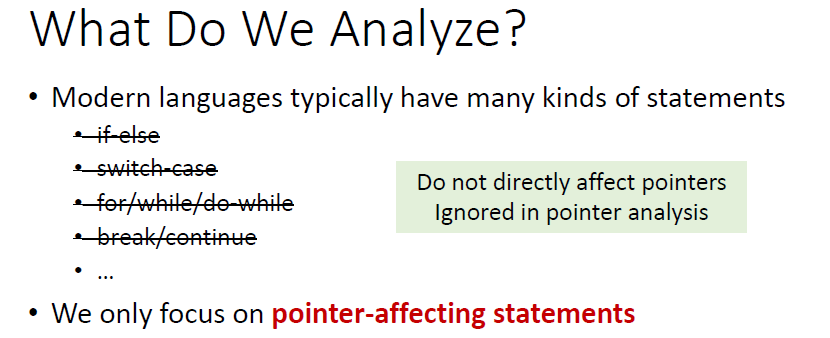 What Do We Analyze?
• Modern languages typically have many kinds of statements
• if-else
• switch-case
• for/while/do-while
• break/continue
• …
Do not directly affect pointers
Ignored in pointer analysis
• We only focus on pointer-affecting statements